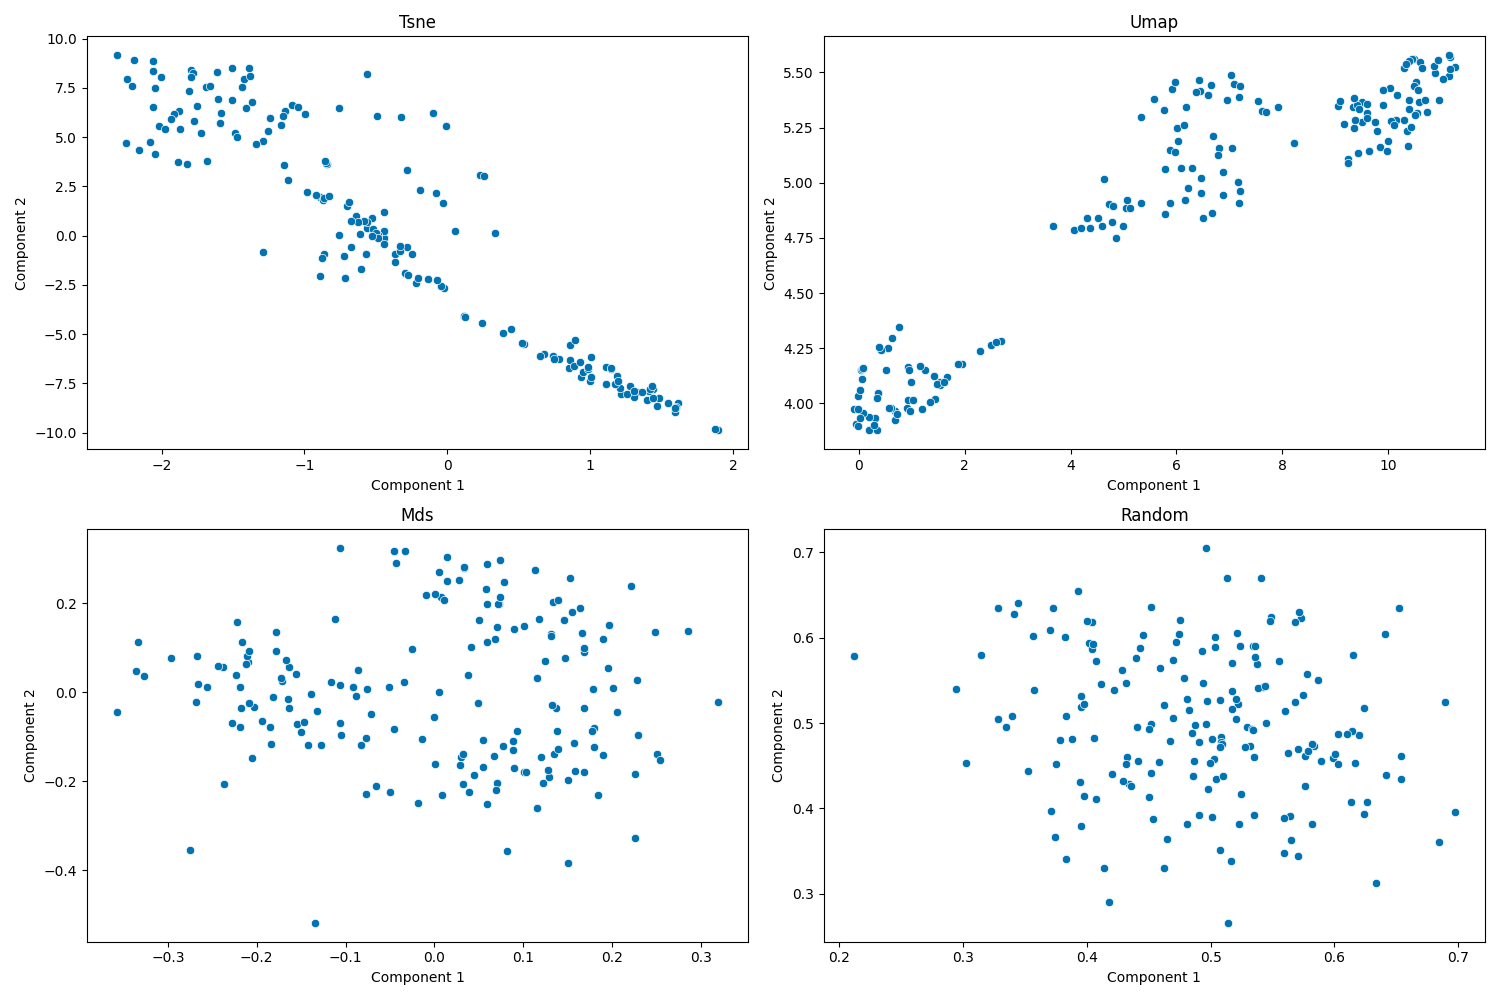 Tsne
10.0
7.5
5.0
2.5
0.0
−2.5
−5.0
−7.5
−10.0
Component 2
−2 −1 0 1 2
Component 1
Umap
5.50
5.25
5.00
4.75
4.50
4.25
4.00
Component 2
0 2 4 6 8 10
Component 1
Mds
0.2
0.0
−0.2
−0.4
Component 2
−0.3 −0.2 −0.1 0.0 0.1 0.2 0.3
Component 1
Random
0.7
0.6
0.5
0.4
0.3
Component 2
0.2 0.3 0.4 0.5 0.6 0.7
Component 1